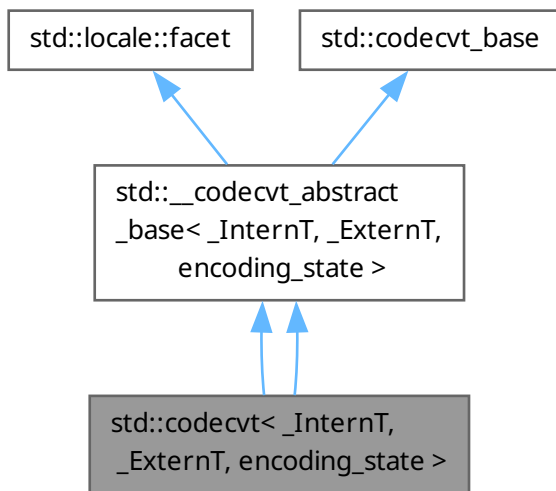 std::locale::facet
std::codecvt_base
std::__codecvt_abstract
_base< _InternT, _ExternT,
encoding_state >
std::codecvt< _InternT,
_ExternT, encoding_state >